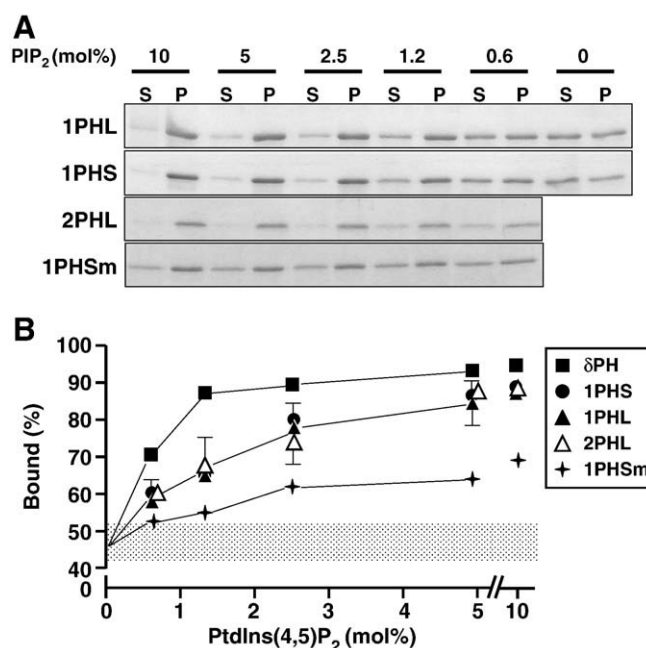 A
PIP2 (mol%) 10 5 2.5 1.2 0.6 0
S P S P S P S P S P S P
1PHL
1PHS
2PHL
1PHSm
B
100
90
80
70
60
50
40
0
Bound (%)
0 1 2 3 4 5 10
PtdIns(4,5)P2 (mol%)
δPH
1PHS
1PHL
2PHL
1PHSm